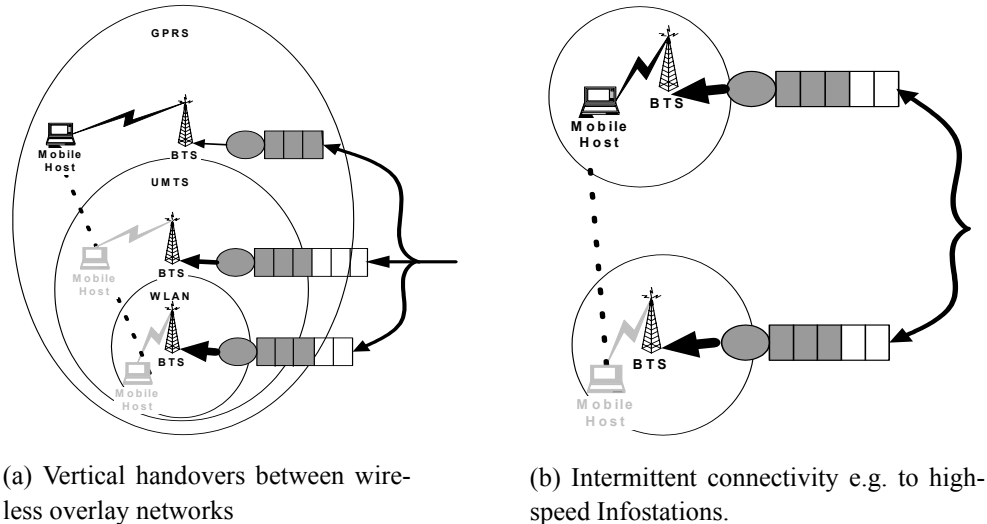 GPRS
Mobile
Host
BTS
UMTS
Mobile
Host
BTS
WLAN
BTS
Mobile
Host
BTS
Mobile
Host
BTS
Mobile
Host
(a) Vertical handovers between wire-
less overlay networks
(b) Intermittent connectivity e.g. to high-
speed Infostations.